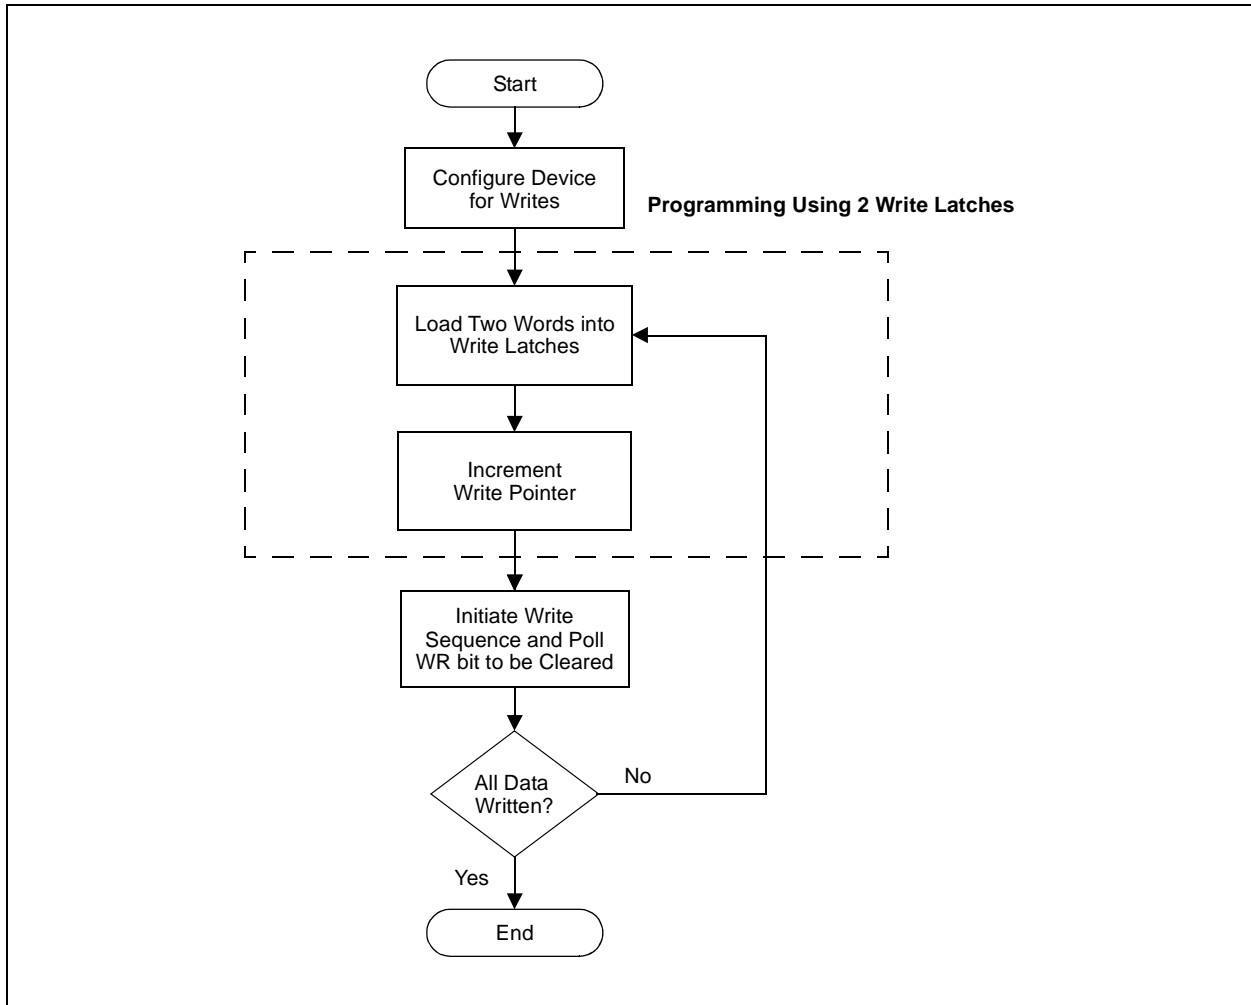 Start
Configure Device
for Writes
Programming Using 2 Write Latches
Load Two Words into
Write Latches
Increment
Write Pointer
Initiate Write
Sequence and Poll
WR bit to be Cleared
All Data
Written?
No
Yes
End